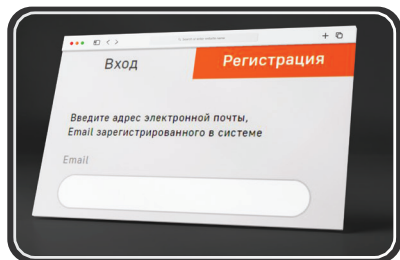 Вход
Регистрация
Введите адрес электронной почты,
Email зарегистрированного в системе
Email